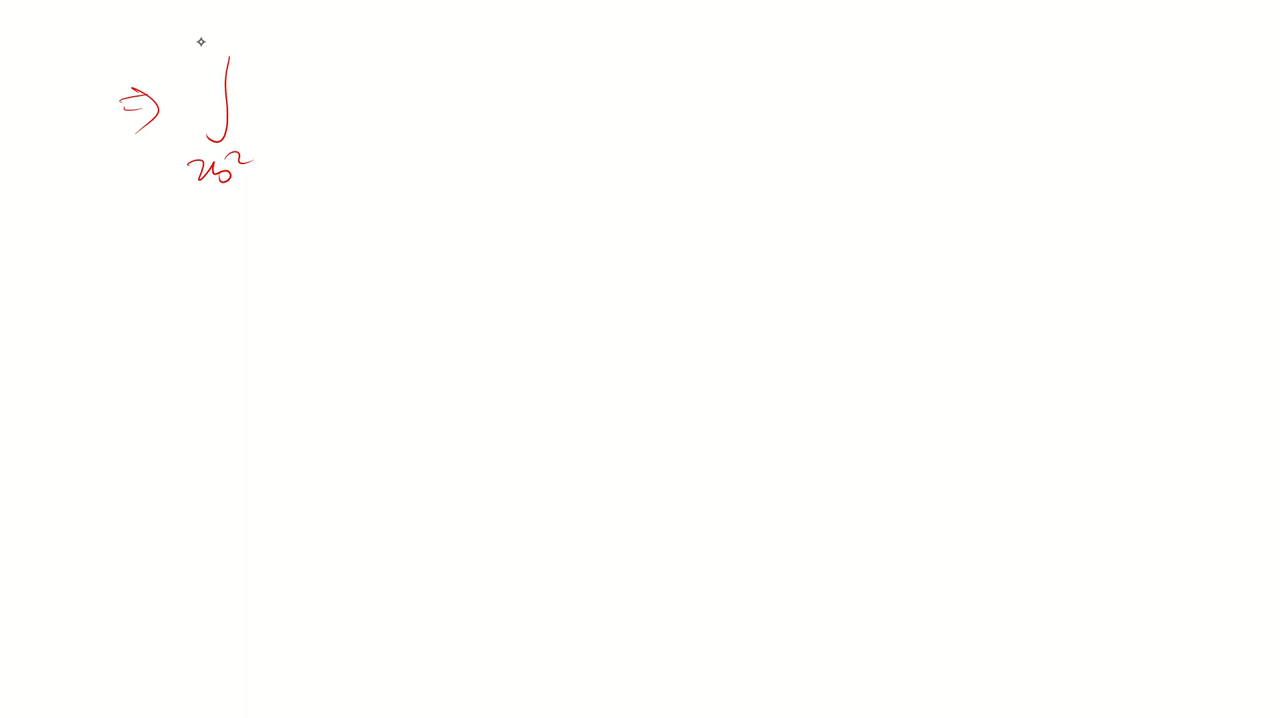 ⇒ ∫
x₀²